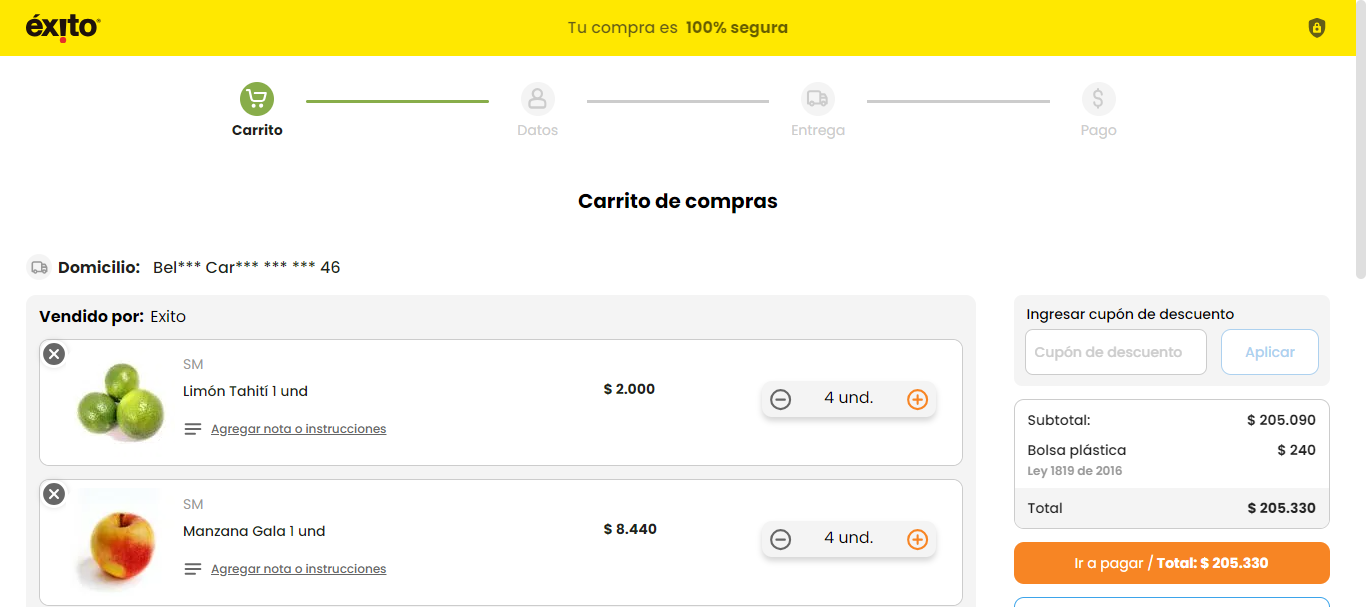 éxito
Tu compra es 100% segura
Carrito
Datos
Entrega
Pago
Carrito de compras
Domicilio: Bel*** Car*** *** *** 46
Vendido por: Exito
SM
Limón Tahití 1 und
Agregar nota o instrucciones
$ 2.000
4 und.
SM
Manzana Gala 1 und
Agregar nota o instrucciones
$ 8.440
4 und.
Ingresar cupón de descuento
Cupón de descuento
Aplicar
Subtotal: $ 205.090
Bolsa plástica $ 240
Ley 1819 de 2016
Total $ 205.330
Ir a pagar / Total: $ 205.330